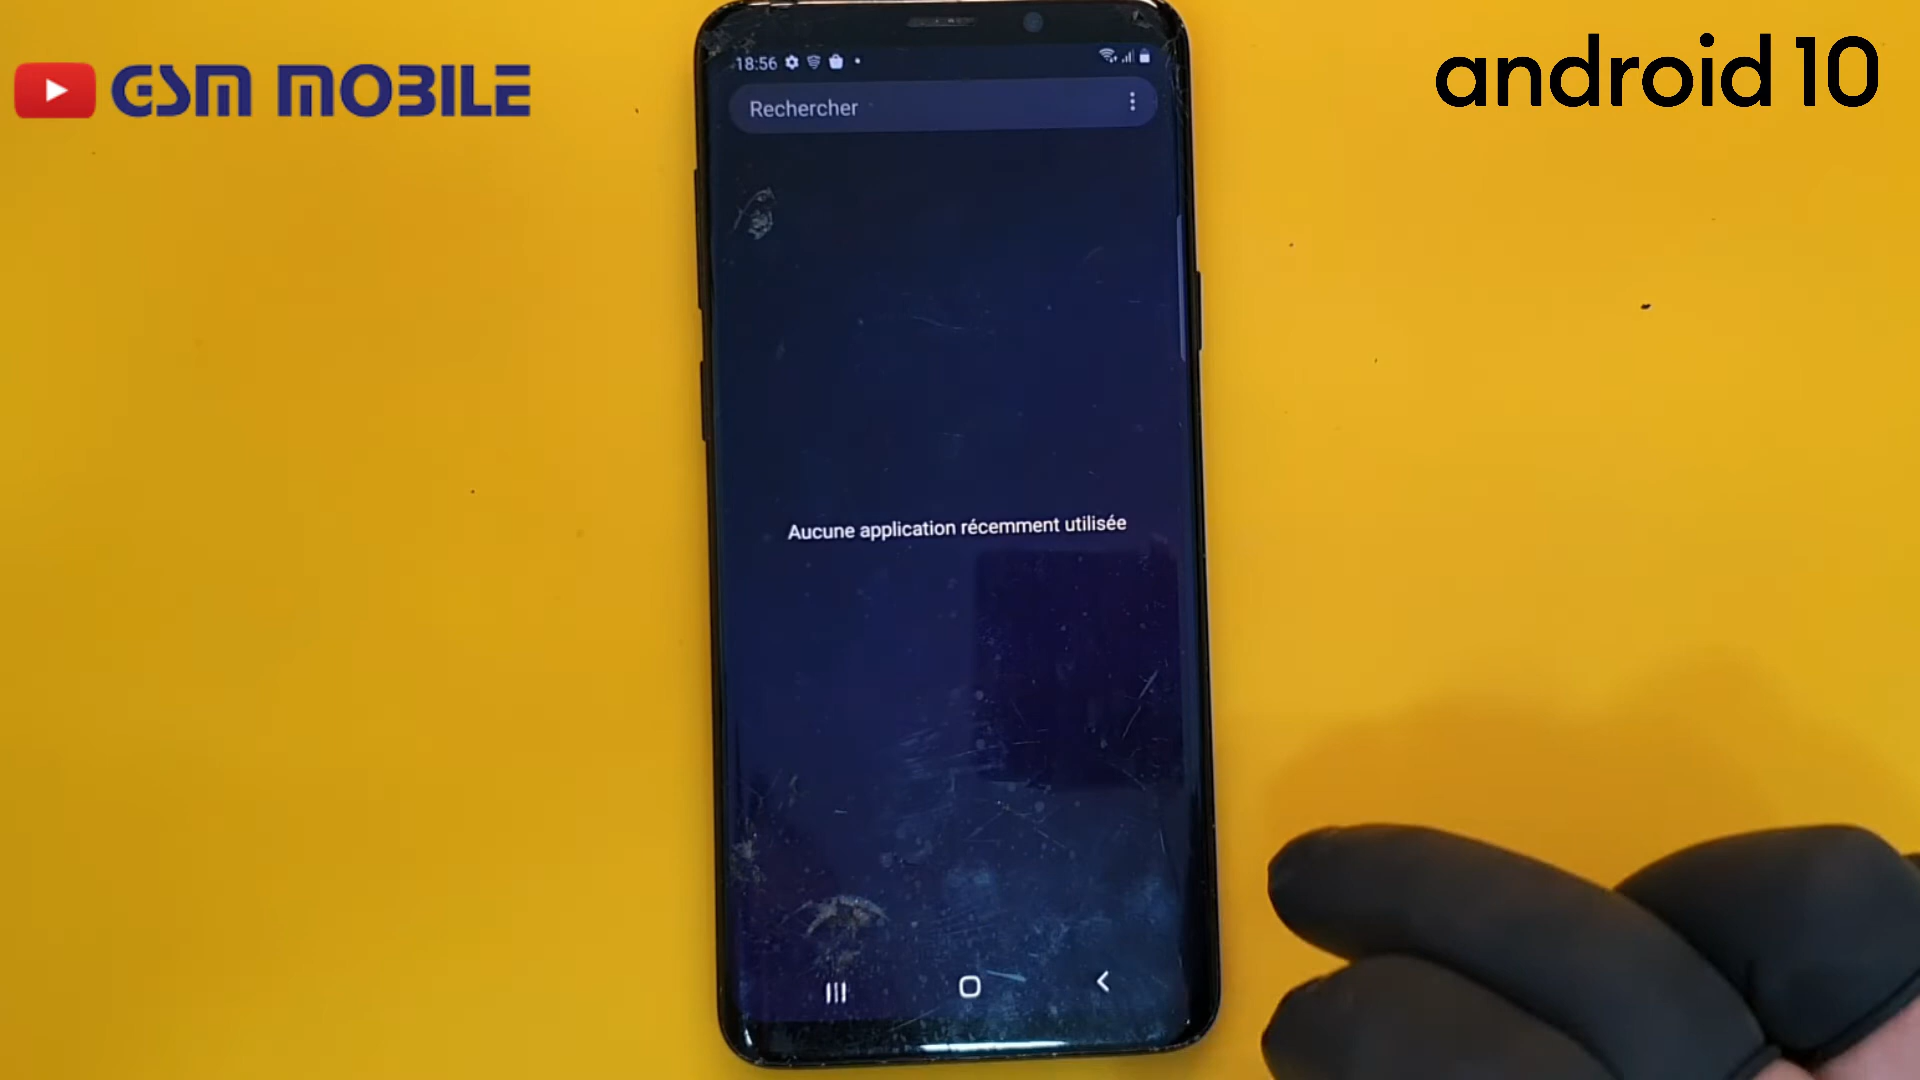 GSM MOBILE
android 10
18:56
Rechercher
Aucune application récemment utilisée